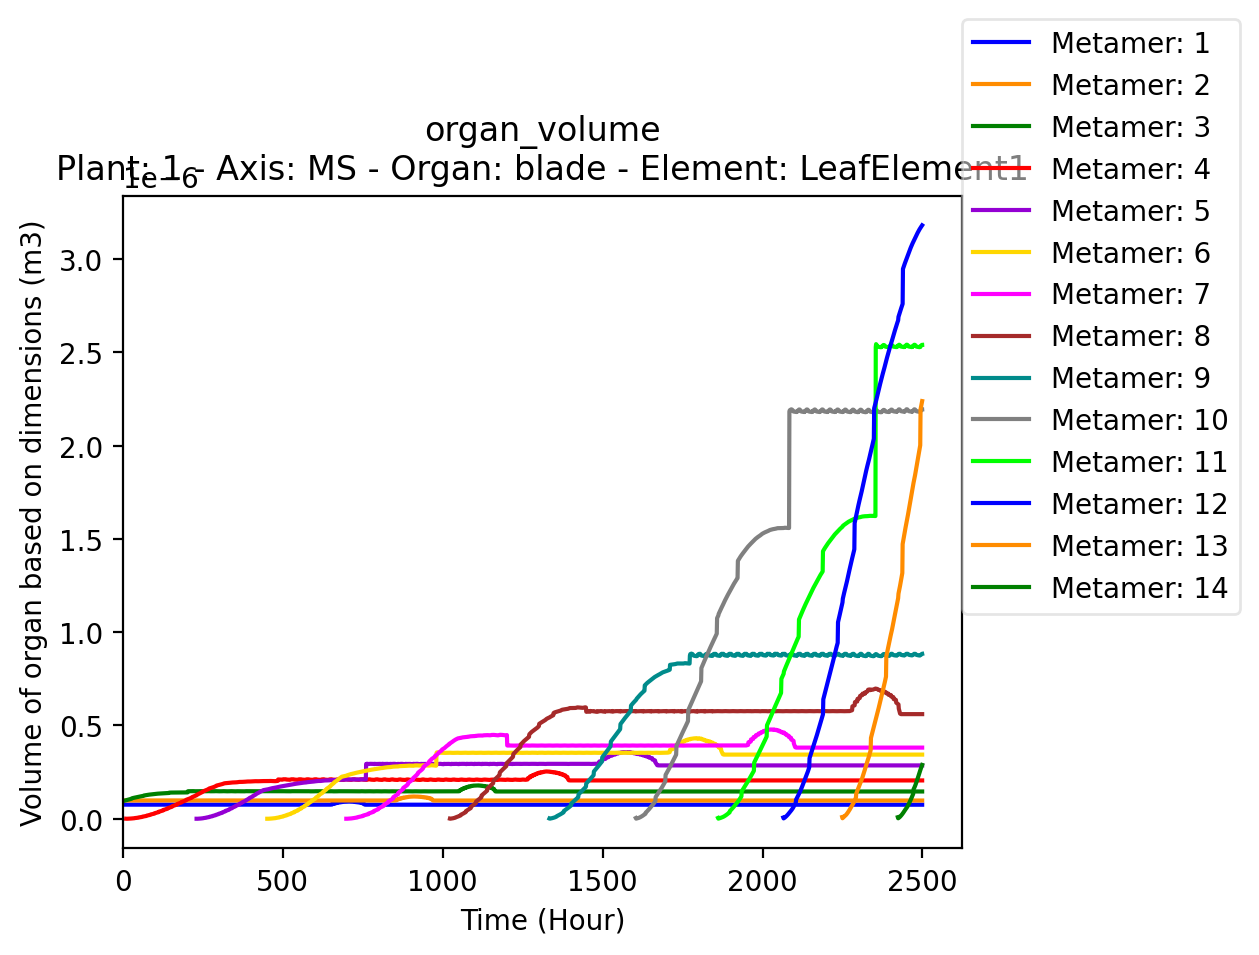 organ_volume
Plant: 1 - Axis: MS - Organ: blade - Element: LeafElement1
1e−6
Volume of organ based on dimensions (m3)
3.0
2.5
2.0
1.5
1.0
0.5
0.0
0 500 1000 1500 2000 2500
Time (Hour)
Metamer: 1
Metamer: 2
Metamer: 3
Metamer: 4
Metamer: 5
Metamer: 6
Metamer: 7
Metamer: 8
Metamer: 9
Metamer: 10
Metamer: 11
Metamer: 12
Metamer: 13
Metamer: 14